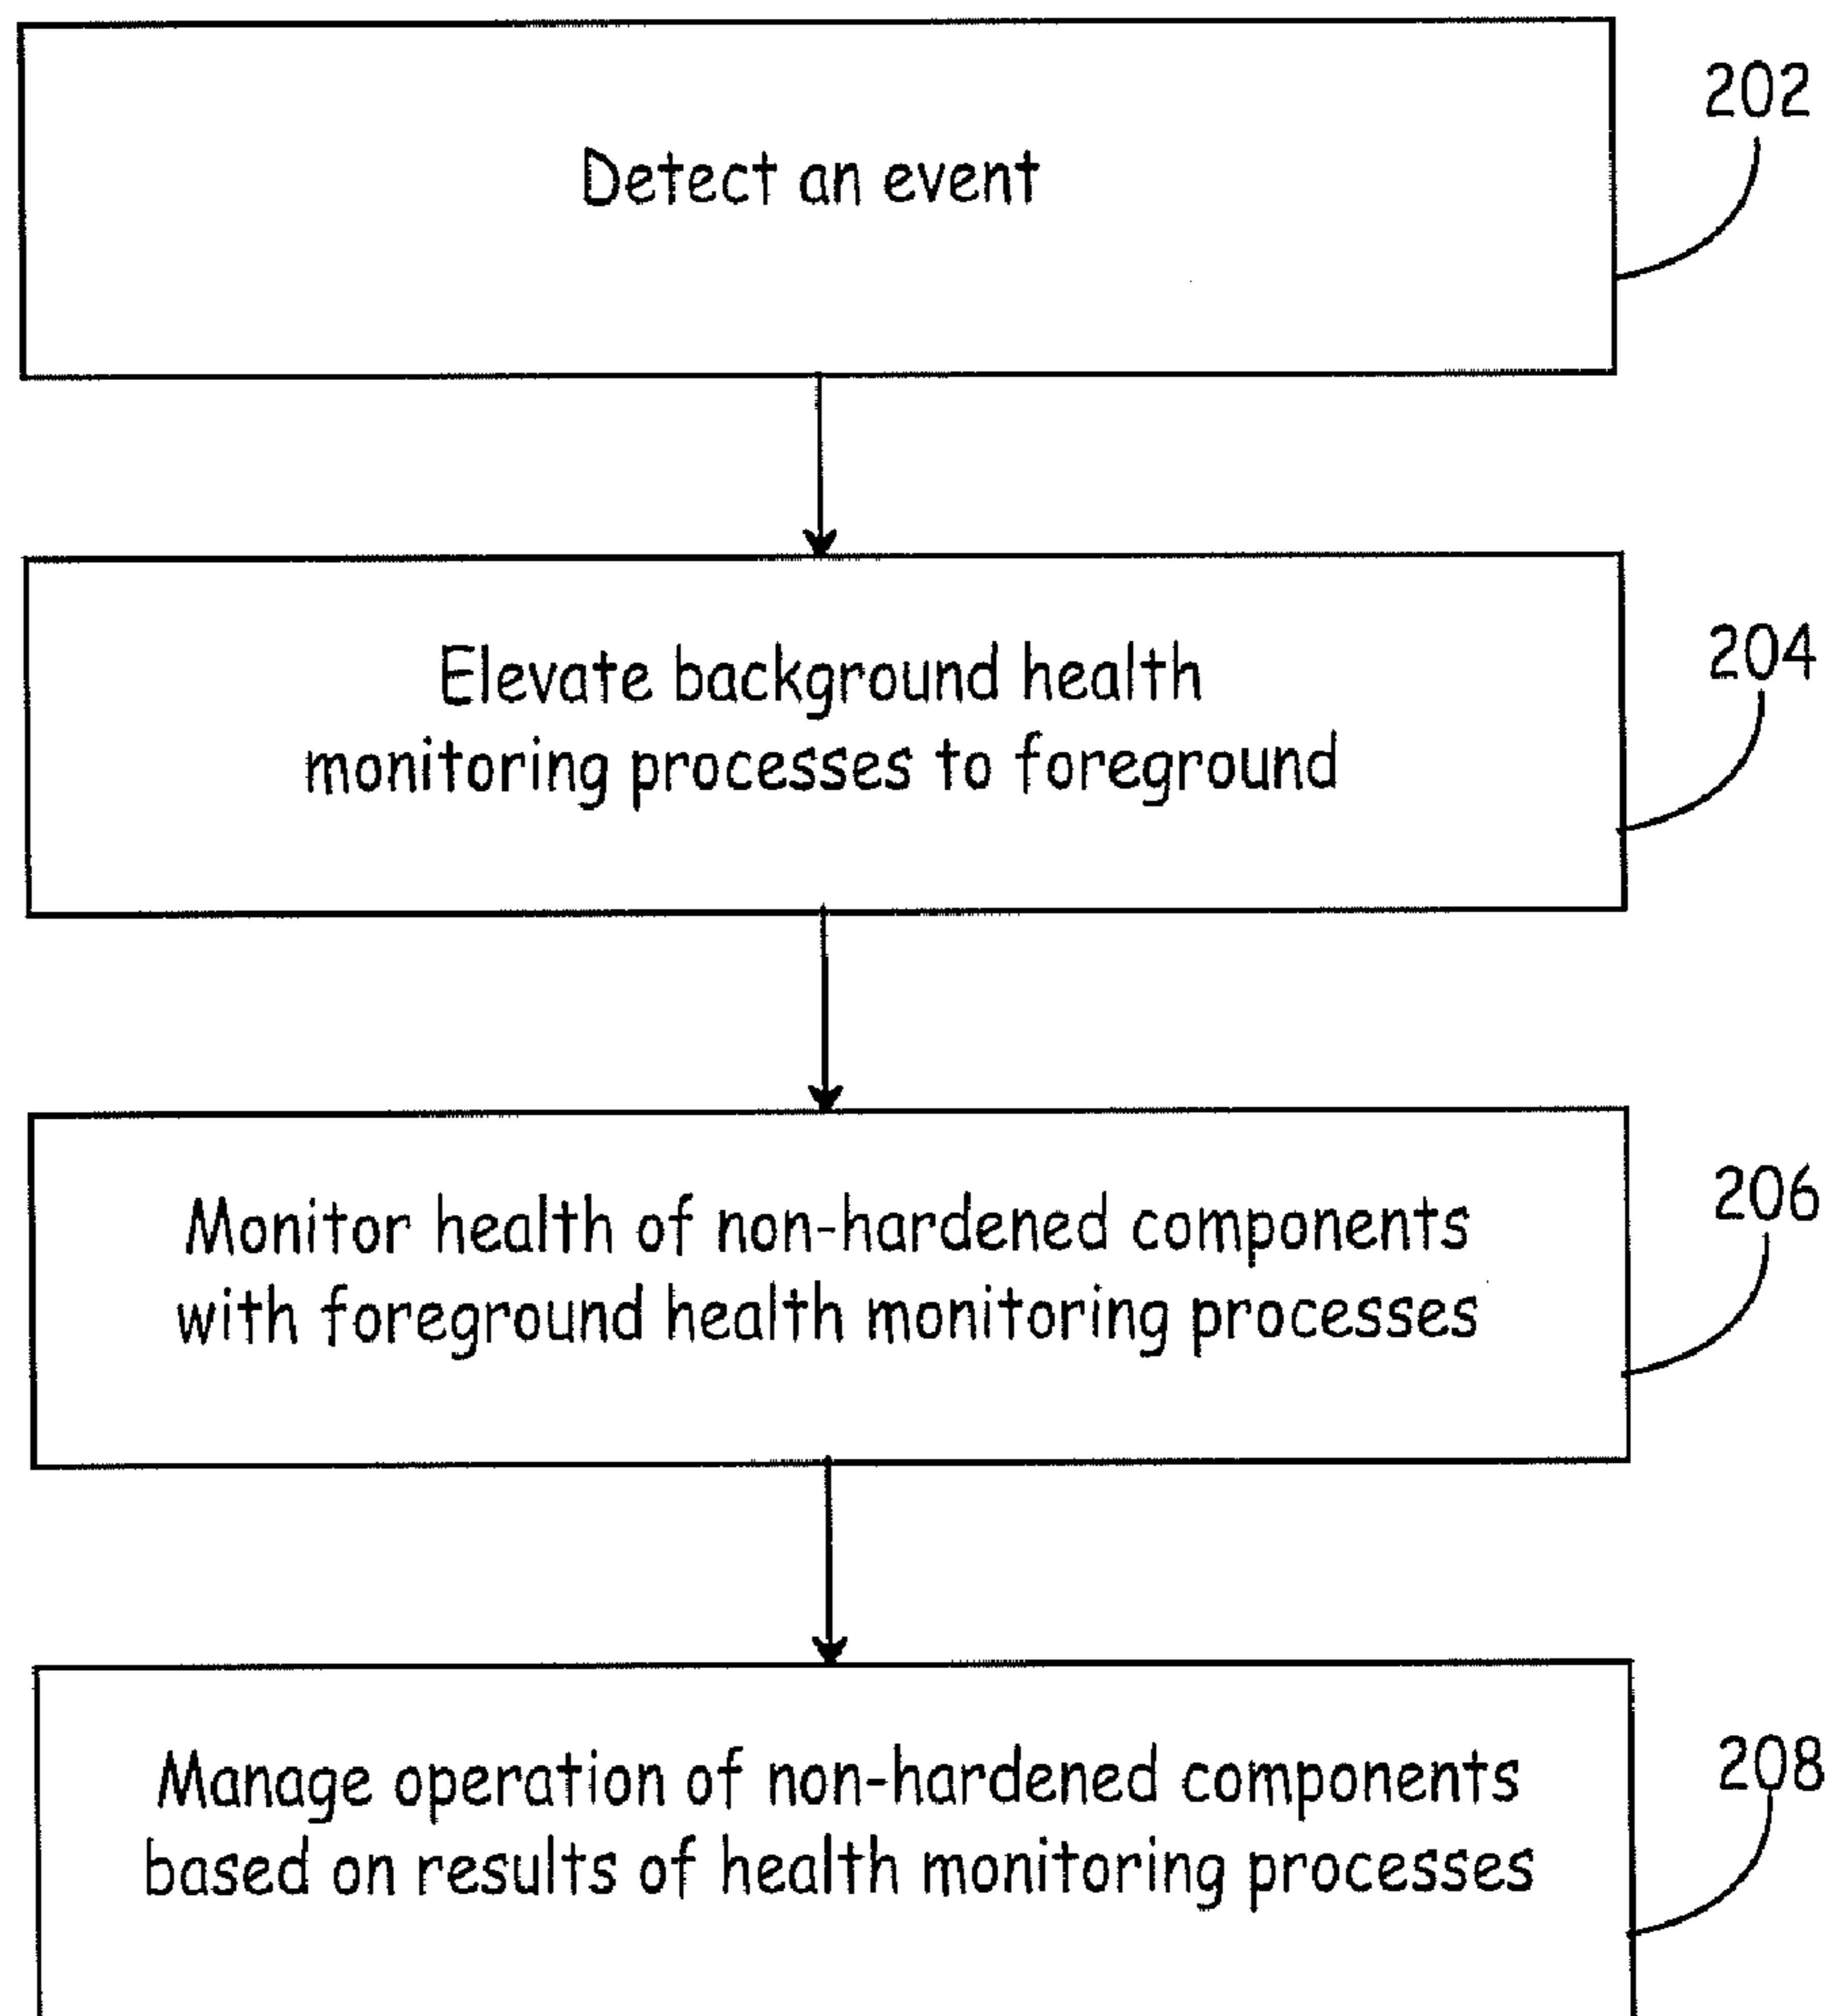 Detect an event
202
Elevate background health
monitoring processes to foreground
204
Monitor health of non-hardened components
with foreground health monitoring processes
206
Manage operation of non-hardened components
based on results of health monitoring processes
208